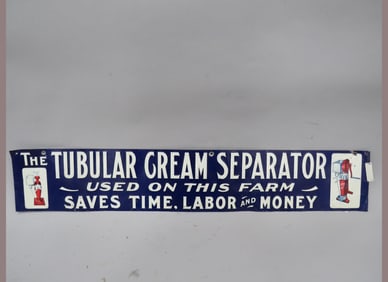 THE TUBULAR CREAM SEPARATOR
USED ON THIS FARM
SAVES TIME, LABOR AND MONEY